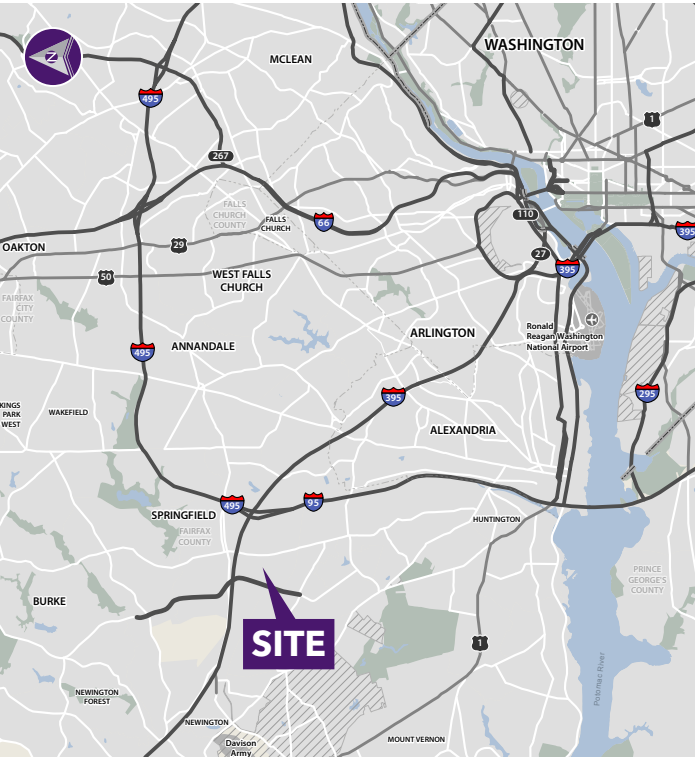 WASHINGTON
MCLEAN
N
495
1
267
FALLS
CHURCH
COUNTY
FALLS
CHURCH
66
110
395
29
OAKTON
27
50
395
WEST FALLS
CHURCH
FAIRFAX
CITY
COUNTY
Ronald
Reagan Washington
National Airport
ARLINGTON
495
ANNANDALE
395
295
KINGS
PARK
WEST
WAKEFIELD
ALEXANDRIA
495
95
SPRINGFIELD
HUNTINGTON
FAIRFAX
COUNTY
PRINCE
GEORGE'S
COUNTY
BURKE
SITE
1
Potomac River
NEWINGTON
FOREST
NEWINGTON
Davison
Army
MOUNT VERNON